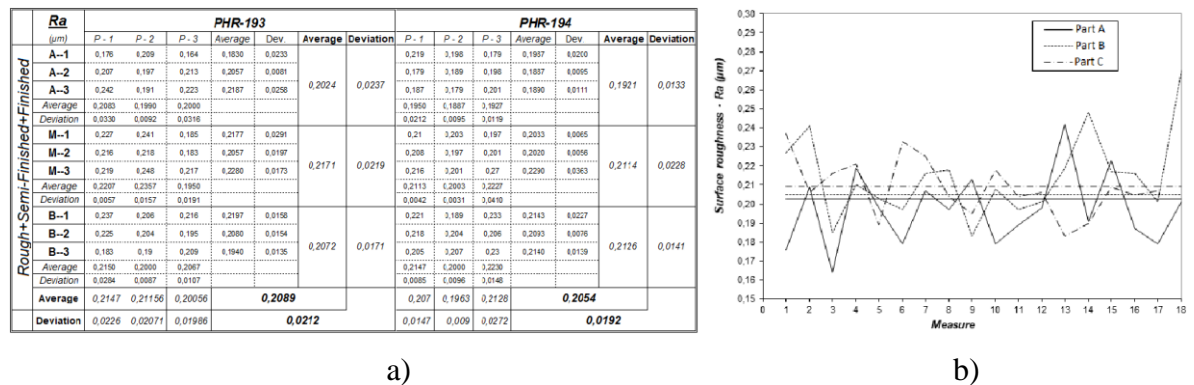 Ra PHR-193 PHR-194
(µm) P - 1 P - 2 P - 3 Average Dev. Average Deviation P - 1 P - 2 P - 3 Average Dev. Average Deviation
Rough+Semi-Finished+Finished
A--1 0,176 0,209 0,164 0,1830 0,0233 0,219 0,198 0,179 0,1987 0,0200
A--2 0,207 0,197 0,213 0,2057 0,0081 0,179 0,189 0,198 0,1887 0,0095
0,2024 0,0237 0,1921 0,0133
A--3 0,242 0,191 0,223 0,2187 0,0258 0,187 0,179 0,201 0,1890 0,0111
Average 0,2083 0,1990 0,2000 0,1950 0,1887 0,1927
Deviation 0,0330 0,0092 0,0316 0,0212 0,0095 0,0119
M--1 0,227 0,241 0,185 0,2177 0,0291 0,21 0,203 0,197 0,2033 0,0065
M--2 0,216 0,218 0,183 0,2057 0,0197 0,208 0,197 0,201 0,2020 0,0056
0,2171 0,0219 0,2114 0,0228
M--3 0,219 0,248 0,217 0,2280 0,0173 0,216 0,201 0,27 0,2290 0,0363
Average 0,2207 0,2357 0,1950 0,2113 0,2003 0,2227
Deviation 0,0057 0,0157 0,0191 0,0042 0,0031 0,0410
B--1 0,237 0,206 0,216 0,2197 0,0158 0,221 0,189 0,233 0,2143 0,0227
B--2 0,225 0,204 0,195 0,2080 0,0154 0,218 0,204 0,206 0,2093 0,0076
0,2072 0,0171 0,2126 0,0141
B--3 0,183 0,19 0,209 0,1940 0,0135 0,205 0,207 0,23 0,2140 0,0139
Average 0,2150 0,2000 0,2067 0,2147 0,2000 0,2230
Deviation 0,0284 0,0087 0,0107 0,0085 0,0096 0,0148
Average 0,2147 0,21156 0,20056 0,2089 0,207 0,1963 0,2128 0,2054
Deviation 0,0226 0,02071 0,01986 0,0212 0,0147 0,009 0,0272 0,0192
a)
Part A
Part B
Part C
Surface roughness - Ra (µm)
0,30
0,29
0,28
0,27
0,26
0,25
0,24
0,23
0,22
0,21
0,20
0,19
0,18
0,17
0,16
0,15
0 1 2 3 4 5 6 7 8 9 10 11 12 13 14 15 16 17 18
Measure
b)